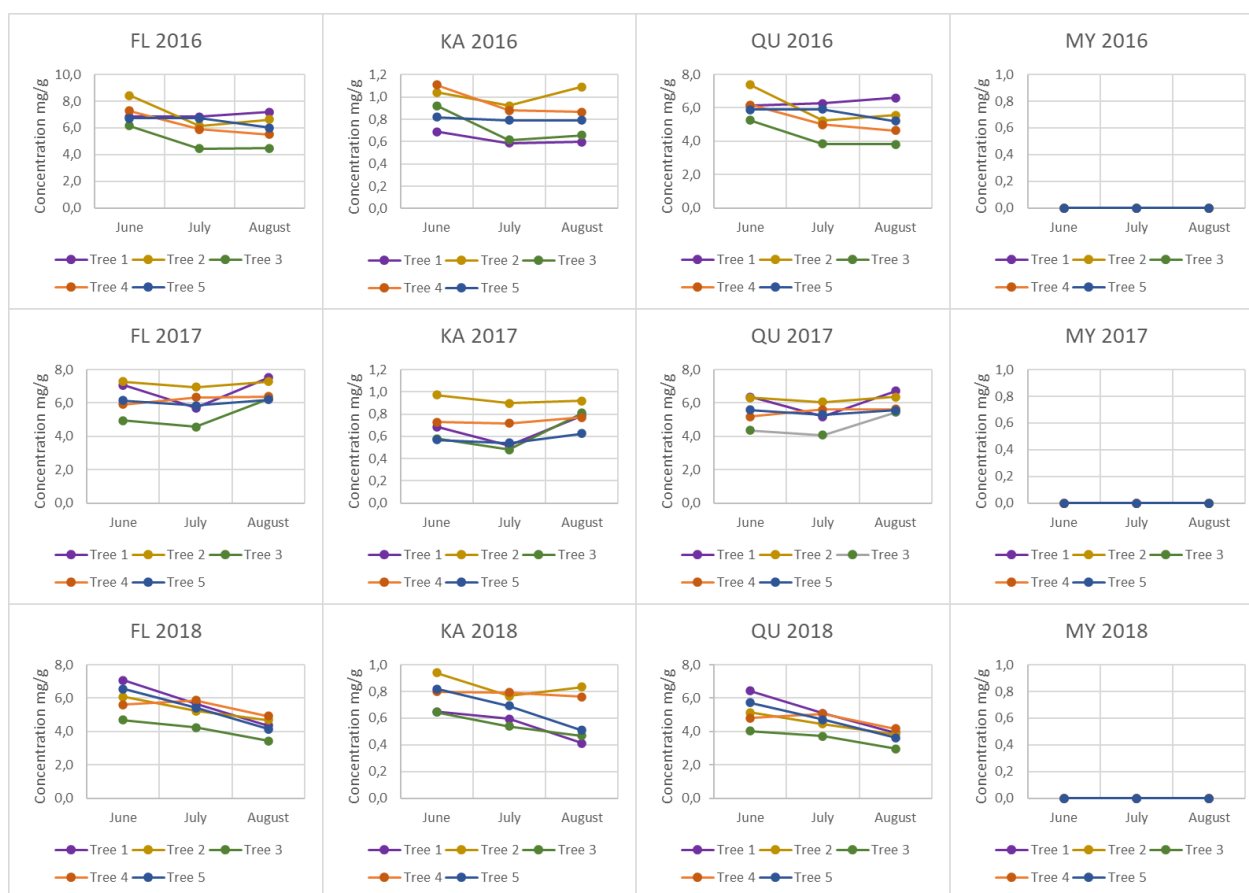 FL 2016
Concentration mg/g
10,0
8,0
6,0
4,0
2,0
0,0
June July August
Tree 1 Tree 2 Tree 3
Tree 4 Tree 5
KA 2016
Concentration mg/g
1,2
1,0
0,8
0,6
0,4
0,2
0,0
June July August
Tree 1 Tree 2 Tree 3
Tree 4 Tree 5
QU 2016
Concentration mg/g
8,0
6,0
4,0
2,0
0,0
June July August
Tree 1 Tree 2 Tree 3
Tree 4 Tree 5
MY 2016
Concentration mg/g
1,0
0,8
0,6
0,4
0,2
0,0
June July August
Tree 1 Tree 2 Tree 3
Tree 4 Tree 5
FL 2017
Concentration mg/g
8,0
6,0
4,0
2,0
0,0
June July August
Tree 1 Tree 2 Tree 3
Tree 4 Tree 5
KA 2017
Concentration mg/g
1,2
1,0
0,8
0,6
0,4
0,2
0,0
June July August
Tree 1 Tree 2 Tree 3
Tree 4 Tree 5
QU 2017
Concentration mg/g
8,0
6,0
4,0
2,0
0,0
June July August
Tree 1 Tree 2 Tree 3
Tree 4 Tree 5
MY 2017
Concentration mg/g
1,0
0,8
0,6
0,4
0,2
0,0
June July August
Tree 1 Tree 2 Tree 3
Tree 4 Tree 5
FL 2018
Concentration mg/g
8,0
6,0
4,0
2,0
0,0
June July August
Tree 1 Tree 2 Tree 3
Tree 4 Tree 5
KA 2018
Concentration mg/g
1,0
0,8
0,6
0,4
0,2
0,0
June July August
Tree 1 Tree 2 Tree 3
Tree 4 Tree 5
QU 2018
Concentration mg/g
8,0
6,0
4,0
2,0
0,0
June July August
Tree 1 Tree 2 Tree 3
Tree 4 Tree 5
MY 2018
Concentration mg/g
1,0
0,8
0,6
0,4
0,2
0,0
June July August
Tree 1 Tree 2 Tree 3
Tree 4 Tree 5